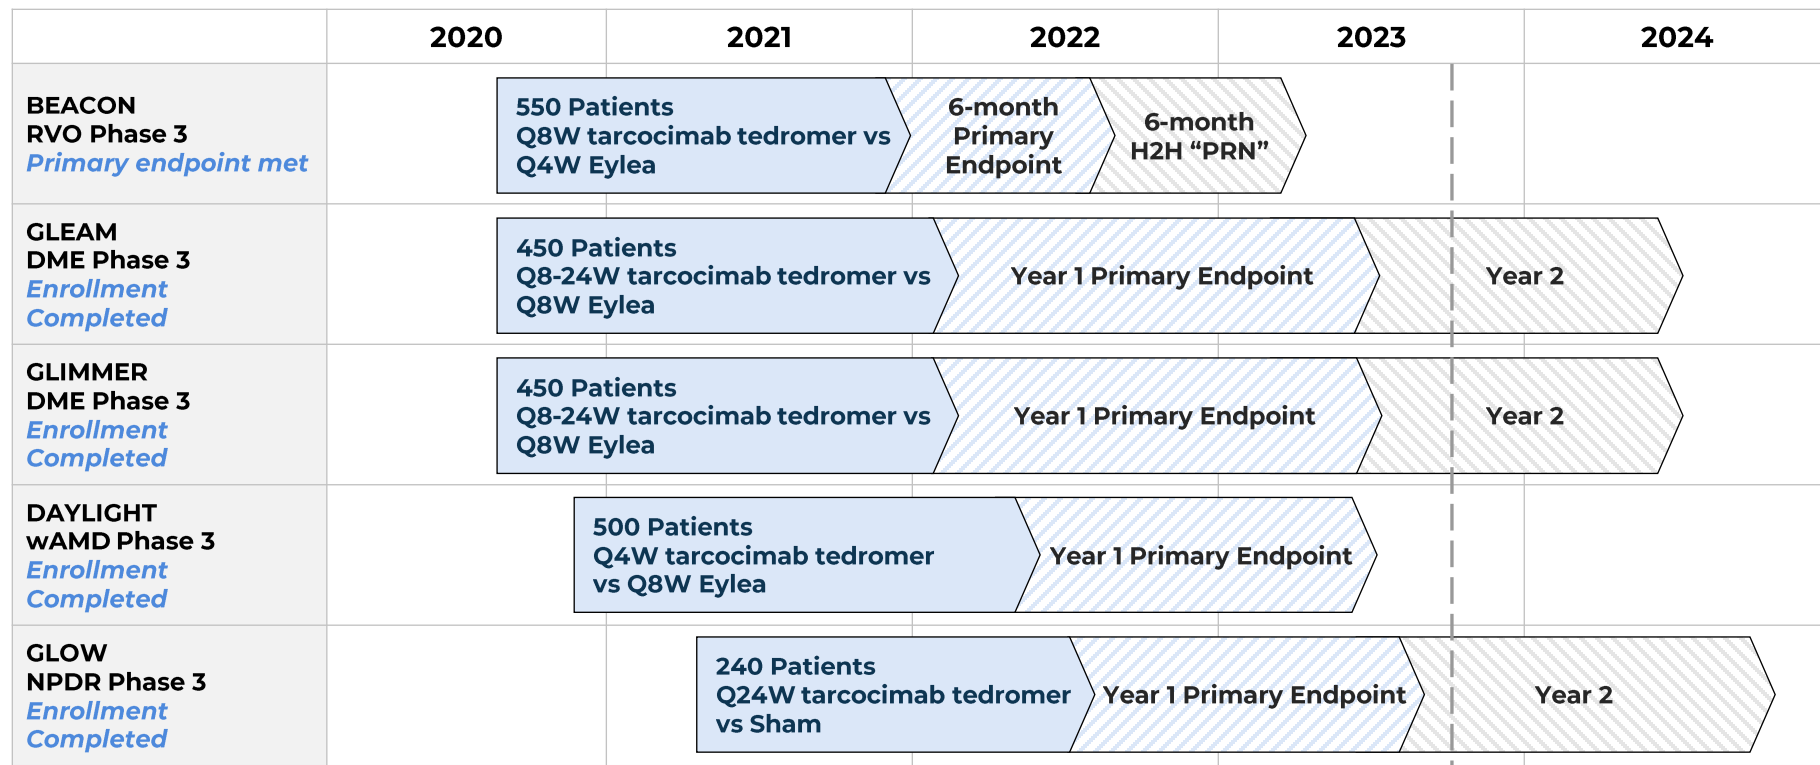 2020 2021 2022 2023 2024
BEACON
RVO Phase 3
Primary endpoint met
550 Patients
Q8W tarcocimab tedromer vs
Q4W Eylea
6-month
Primary
Endpoint
6-month
H2H “PRN”
GLEAM
DME Phase 3
Enrollment
Completed
450 Patients
Q8-24W tarcocimab tedromer vs
Q8W Eylea
Year 1 Primary Endpoint
Year 2
GLIMMER
DME Phase 3
Enrollment
Completed
450 Patients
Q8-24W tarcocimab tedromer vs
Q8W Eylea
Year 1 Primary Endpoint
Year 2
DAYLIGHT
wAMD Phase 3
Enrollment
Completed
500 Patients
Q4W tarcocimab tedromer
vs Q8W Eylea
Year 1 Primary Endpoint
GLOW
NPDR Phase 3
Enrollment
Completed
240 Patients
Q24W tarcocimab tedromer
vs Sham
Year 1 Primary Endpoint
Year 2